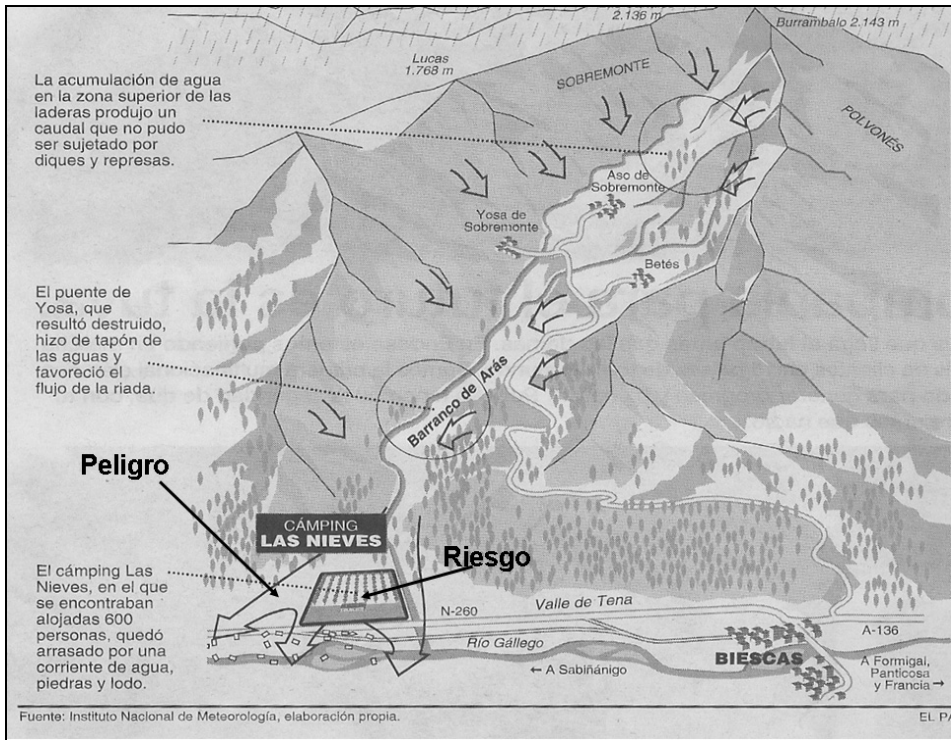 2.136 m
Burrambalo 2.143 m
Lucas
1.768 m
SOBREMONTE
POLVONÉS
La acumulación de agua
en la zona superior de las
laderas produjo un
caudal que no pudo
ser sujetado por
diques y represas.
Aso de
Sobremonte
Yosa de
Sobremonte
Betés
El puente de
Yosa, que
resultó destruido,
hizo de tapón de
las aguas y
favoreció el
flujo de la riada.
Barranco de Arás
Peligro
CÁMPING
LAS NIEVES
Riesgo
El cámping Las
Nieves, en el que
se encontraban
alojadas 600
personas, quedó
arrasado por una
corriente de agua,
piedras y lodo.
N-260
Valle de Tena
A-136
Río Gállego
BIESCAS
← A Sabiñánigo
A Formigal,
Panticosa
y Francia →
Fuente: Instituto Nacional de Meteorología, elaboración propia.
EL PA